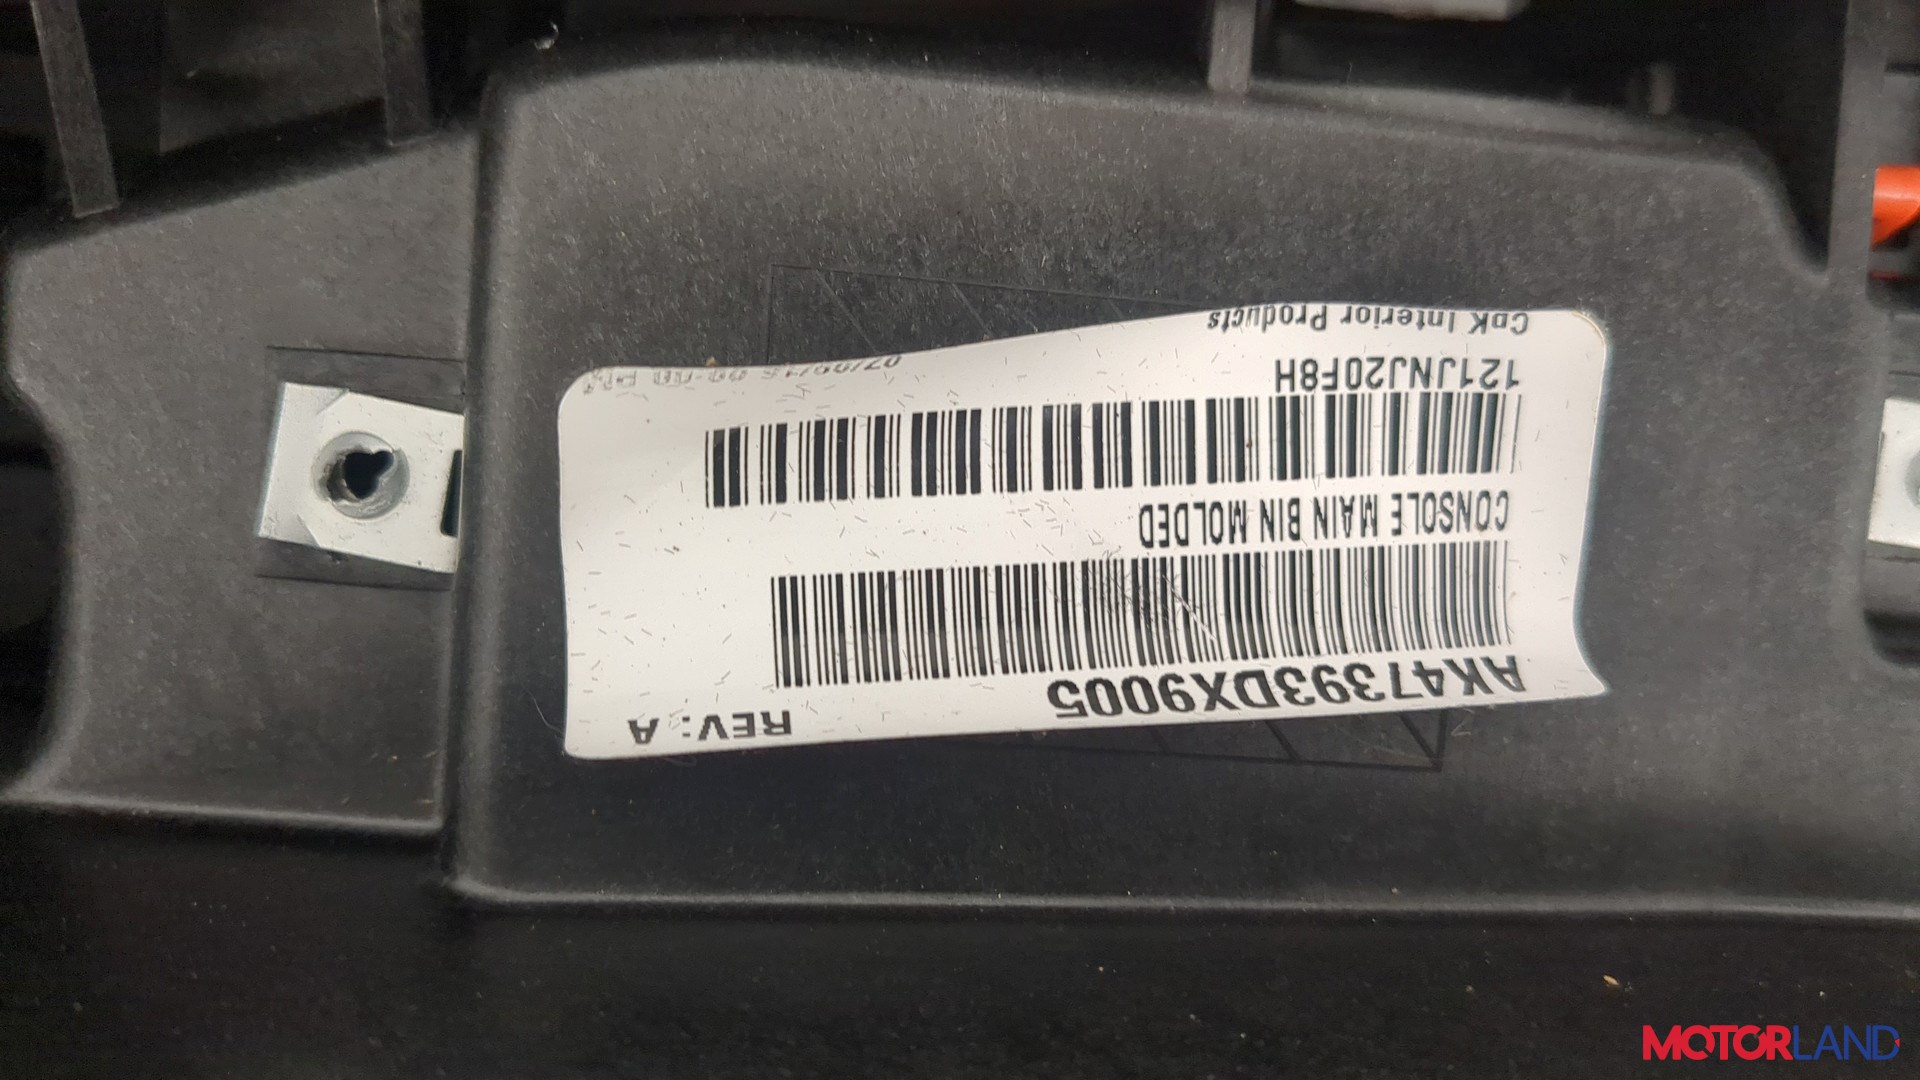 AK47393DX9005
REV: A
CONSOLE MAIN BIN MOLDED
121JNJ20F8H
CpK Interior Products
MOTORLAND